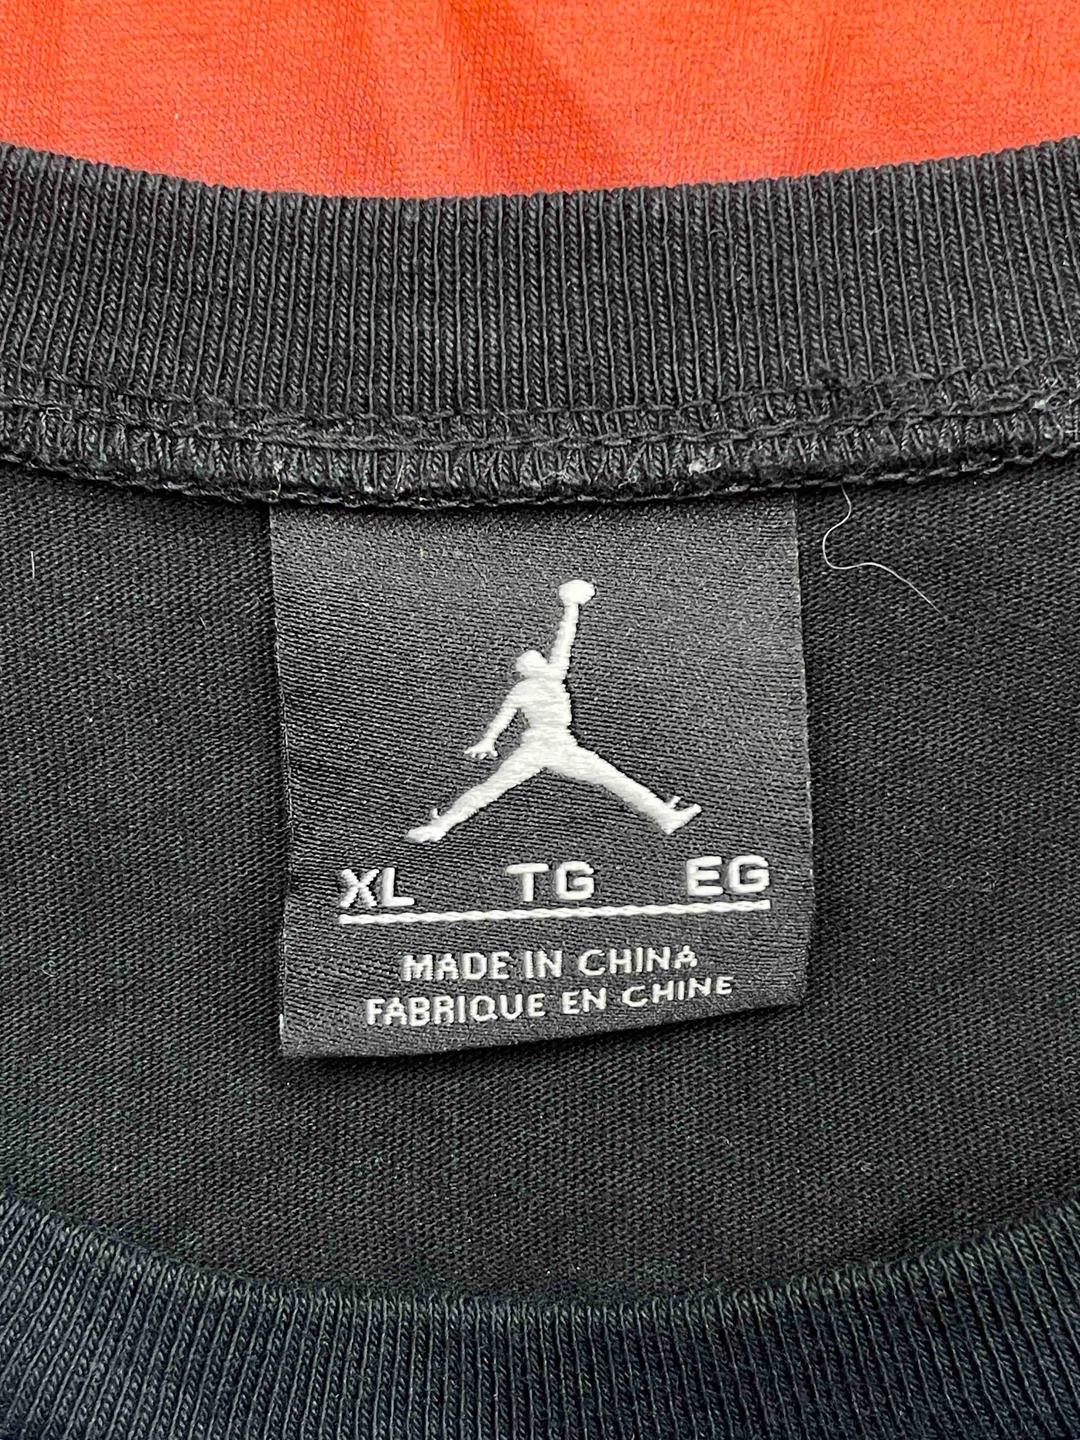 XL TG EG
MADE IN CHINA
FABRIQUE EN CHINE